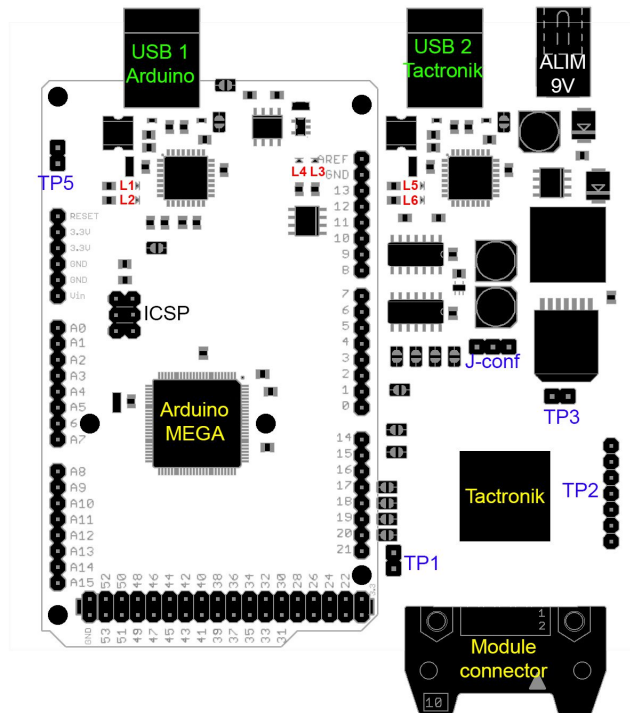 USB 1
Arduino
USB 2
Tactronik
ALIM
9V
TP5
L1
L2
L4 L3
L5
L6
AREF
GND
13
12
11
10
9
8
RESET
3.3V
3.3V
GND
GND
Vin
ICSP
7
6
5
4
3
2
1
0
J-conf
TP3
A0
A1
A2
A3
A4
A5
6
A7
Arduino
MEGA
14
15
16
17
18
19
20
21
Tactronik
TP2
TP1
A8
A9
A10
A11
A12
A13
A14
A15
52 50 48 46 44 42 40 38 36 34 32 30 28 26 24 22
GND 53 51 49 47 45 43 41 39 37 35 33 31
1
2
Module
connector
10